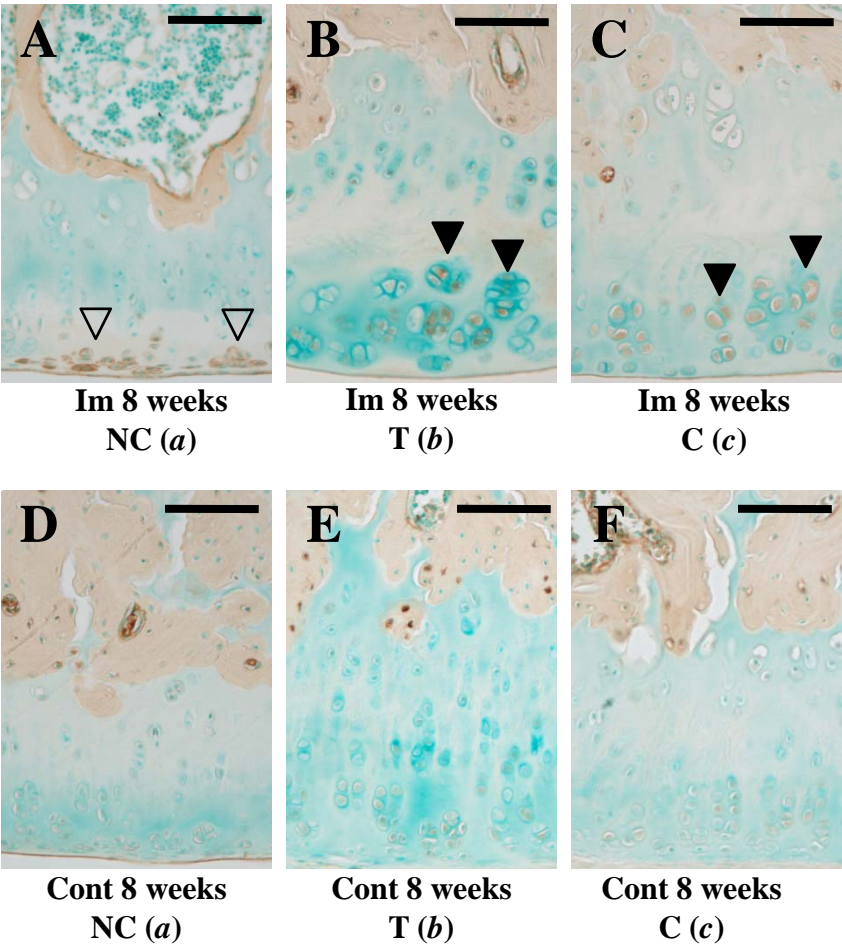 A B C
Im 8 weeks Im 8 weeks Im 8 weeks
NC (a) T (b) C (c)
D E F
Cont 8 weeks Cont 8 weeks Cont 8 weeks
NC (a) T (b) C (c)